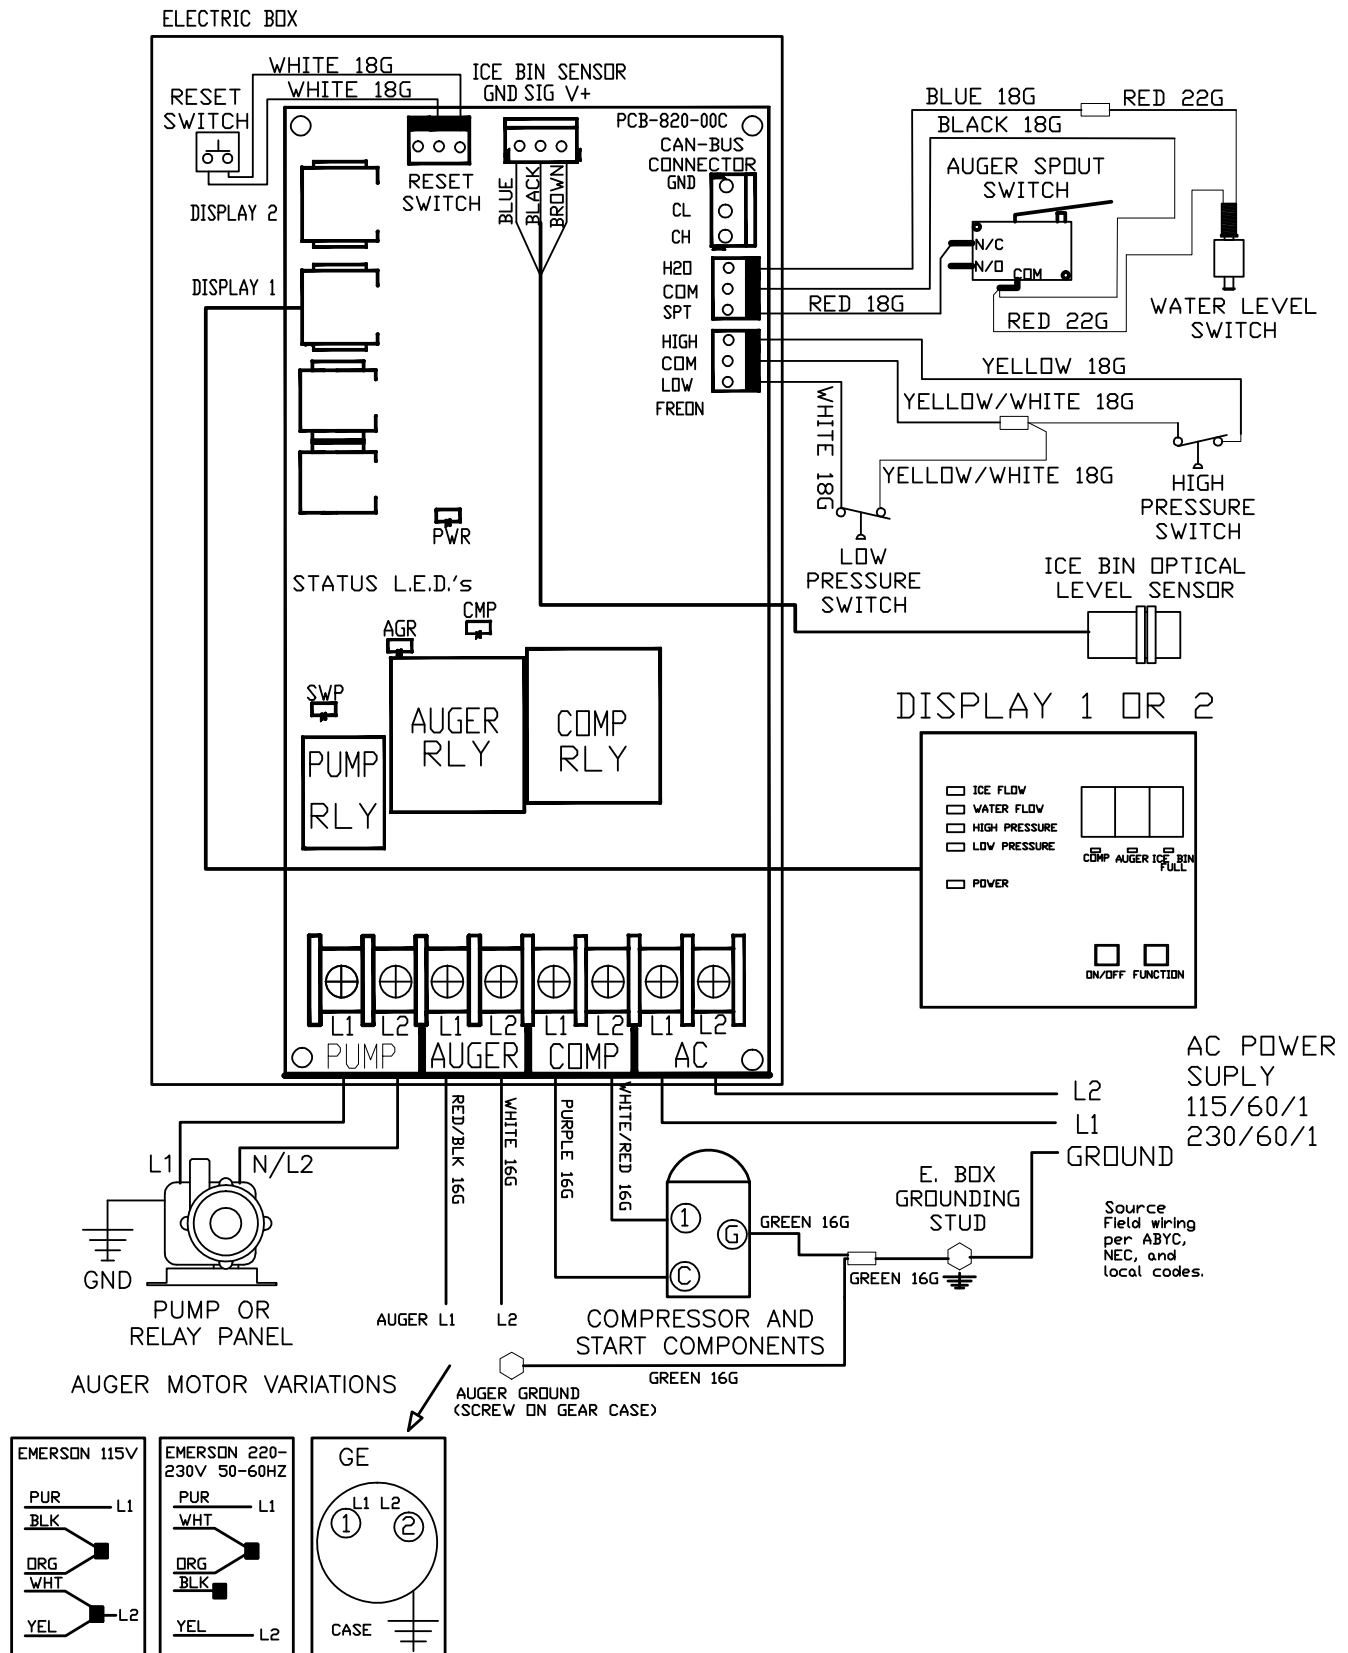 ELECTRIC BOX
WHITE 18G
WHITE 18G
RESET
SWITCH
ICE BIN SENSOR
GND SIG V+
PCB-820-00C
CAN-BUS
CONNECTOR
GND
CL
CH
RESET
SWITCH
BLUE
BLACK
BROWN
DISPLAY 2
DISPLAY 1
H2O
COM
SPT
HIGH
COM
LOW
FREON
BLUE 18G
RED 22G
BLACK 18G
AUGER SPOUT
SWITCH
N/C
N/O
COM
RED 18G
RED 22G
WATER LEVEL
SWITCH
YELLOW 18G
YELLOW/WHITE 18G
WHITE 18G
YELLOW/WHITE 18G
HIGH
PRESSURE
SWITCH
LOW
PRESSURE
SWITCH
ICE BIN OPTICAL
LEVEL SENSOR
PWR
STATUS L.E.D.'s
CMP
AGR
SWP
PUMP
RLY
AUGER
RLY
COMP
RLY
DISPLAY 1 OR 2
ICE FLOW
WATER FLOW
HIGH PRESSURE
LOW PRESSURE
POWER
COMP
AUGER
ICE BIN
FULL
ON/OFF
FUNCTION
L1 L2 L1 L2 L1 L2 L1 L2
PUMP AUGER COMP AC
RED/BLK 16G
WHITE 16G
PURPLE 16G
WHITE/RED 16G
L2
L1
GROUND
AC POWER
SUPLY
115/60/1
230/60/1
L1
N/L2
GND
PUMP OR
RELAY PANEL
1
G
C
GREEN 16G
E. BOX
GROUNDING
STUD
GREEN 16G
Source
Field wiring
per ABYC,
NEC, and
local codes.
AUGER L1
L2
COMPRESSOR AND
START COMPONENTS
GREEN 16G
AUGER GROUND
(SCREW ON GEAR CASE)
AUGER MOTOR VARIATIONS
EMERSON 115V
PUR
L1
BLK
ORG
WHT
L2
YEL
EMERSON 220-
230V 50-60HZ
PUR
L1
WHT
ORG
BLK
YEL
L2
GE
L1 L2
1 2
CASE